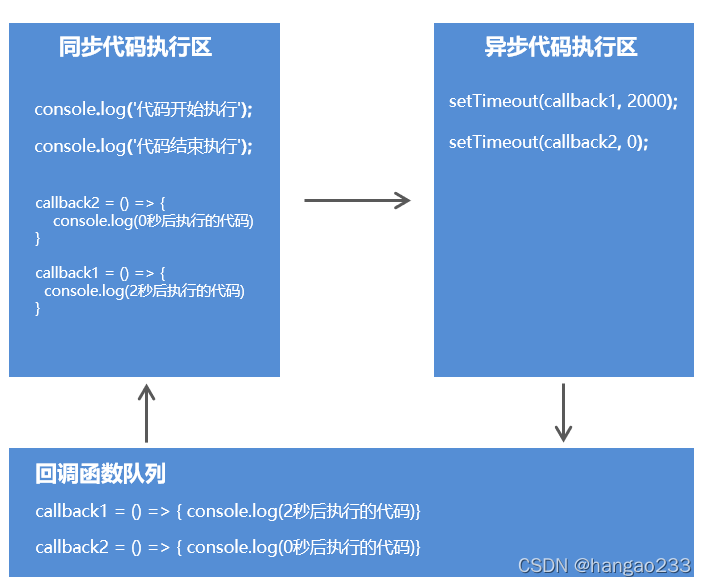 同步代码执行区
console.log('代码开始执行');
console.log('代码结束执行');
callback2 = () => {
console.log(0秒后执行的代码)
}
callback1 = () => {
console.log(2秒后执行的代码)
}
异步代码执行区
setTimeout(callback1, 2000);
setTimeout(callback2, 0);
回调函数队列
callback1 = () => { console.log(2秒后执行的代码)}
callback2 = () => { console.log(0秒后执行的代码)}
CSDN @hangao233